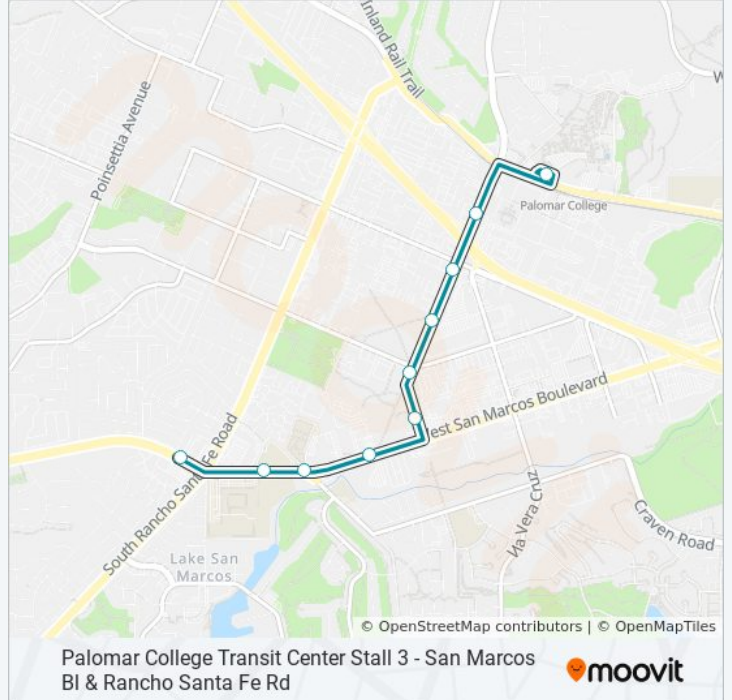 Inland Rail Trail
W
Poinsettia Avenue
Palomar College
West San Marcos Boulevard
South Rancho Santa Fe Road
Via Vera Cruz
Craven Road
Lake San
Marcos
© OpenStreetMap contributors | © OpenMapTiles
Palomar College Transit Center Stall 3 - San Marcos
Bl & Rancho Santa Fe Rd
moovit